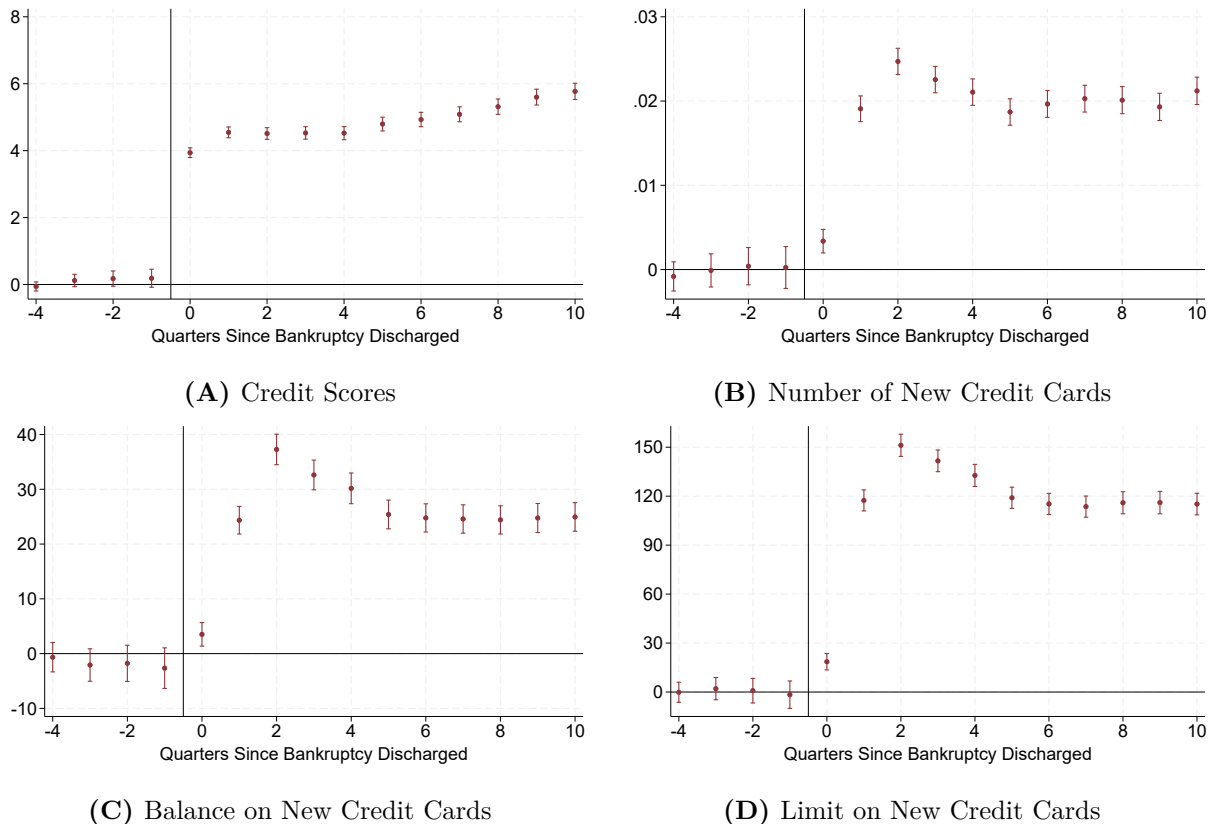 8
6
4
2
0
-4 -2 0 2 4 6 8 10
Quarters Since Bankruptcy Discharged
(A) Credit Scores
.03
.02
.01
0
-4 -2 0 2 4 6 8 10
Quarters Since Bankruptcy Discharged
(B) Number of New Credit Cards
40
30
20
10
0
-10
-4 -2 0 2 4 6 8 10
Quarters Since Bankruptcy Discharged
(C) Balance on New Credit Cards
150
120
90
60
30
0
-4 -2 0 2 4 6 8 10
Quarters Since Bankruptcy Discharged
(D) Limit on New Credit Cards